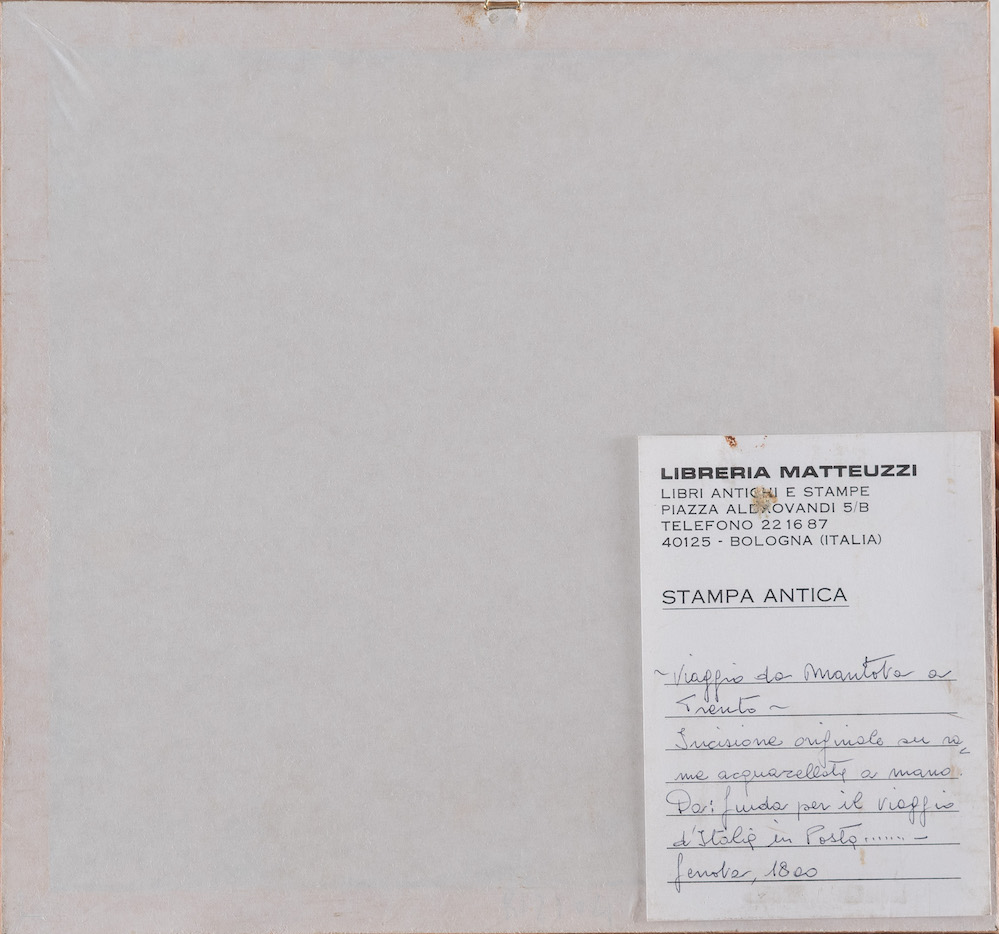 LIBRERIA MATTEUZZI
LIBRI ANTICHI E STAMPE
PIAZZA ALDROVANDI 5/B
TELEFONO 22 16 87
40125 - BOLOGNA (ITALIA)
STAMPA ANTICA
~ Viaggio da Mantova a
Trento ~
Incisione originale su ra-
me acquarellata a mano.
Da: Guida per il viaggio
d'Italia in Posta....... -
Genova, 1800